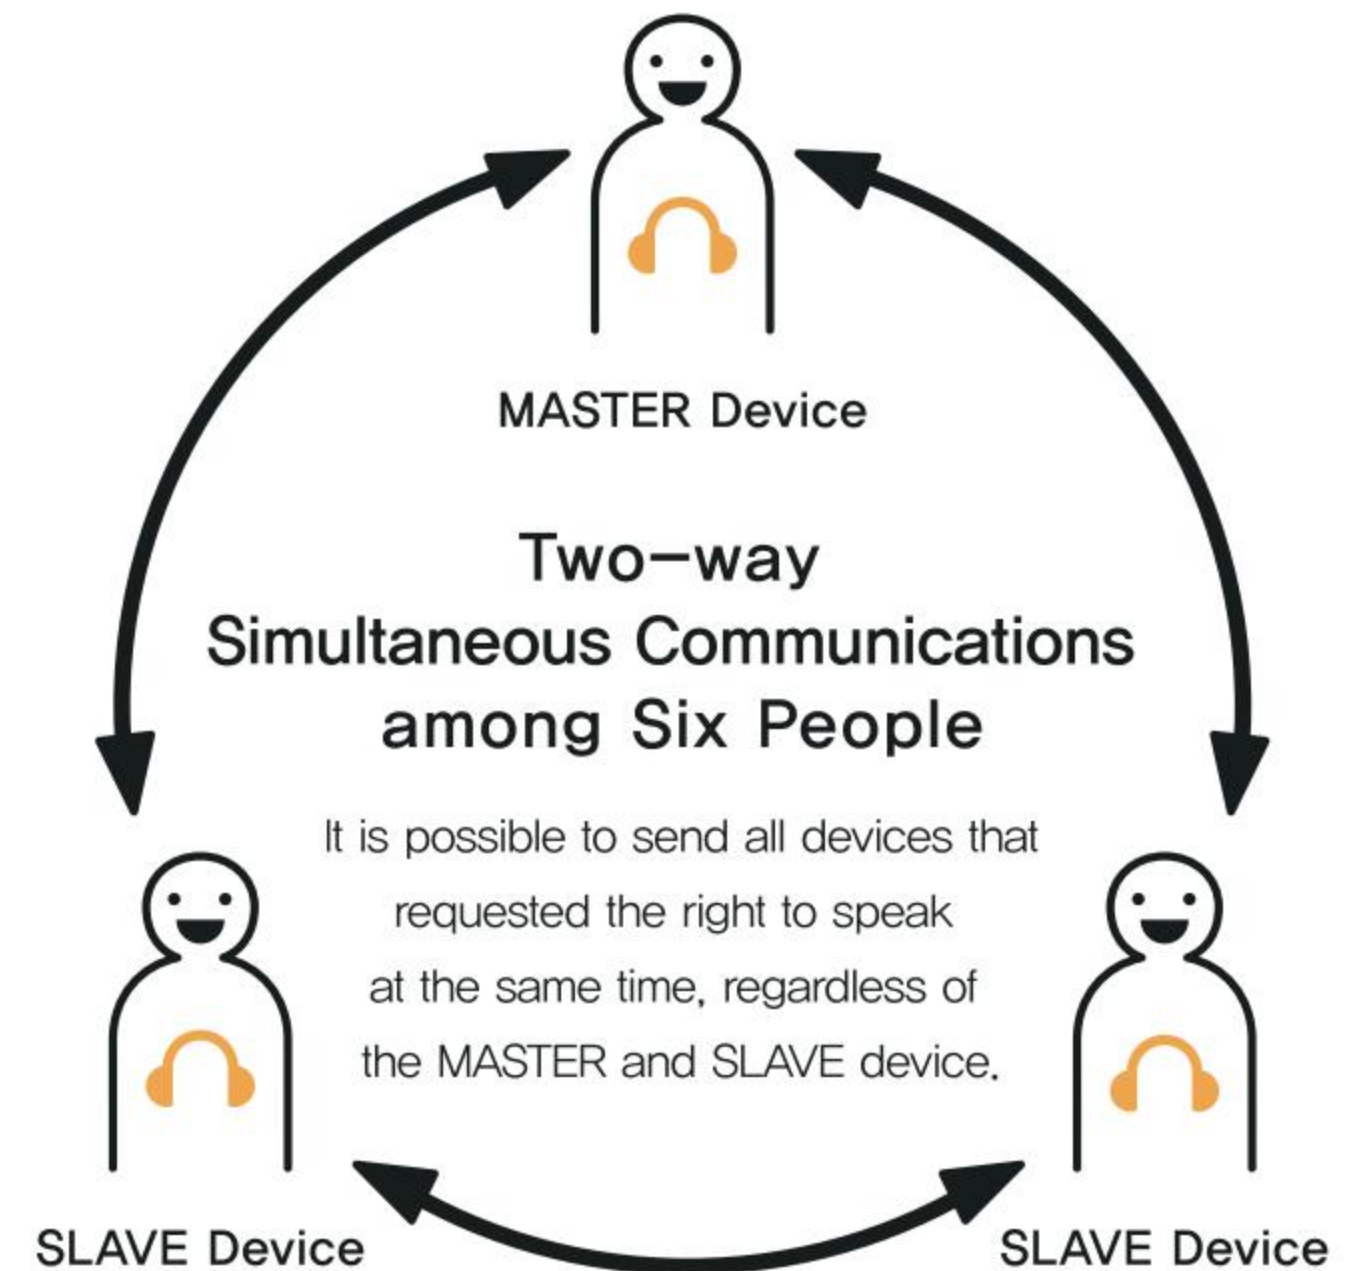 MASTER Device
Two-way
Simultaneous Communications
among Six People
It is possible to send all devices that
requested the right to speak
at the same time, regardless of
the MASTER and SLAVE device.
SLAVE Device
SLAVE Device